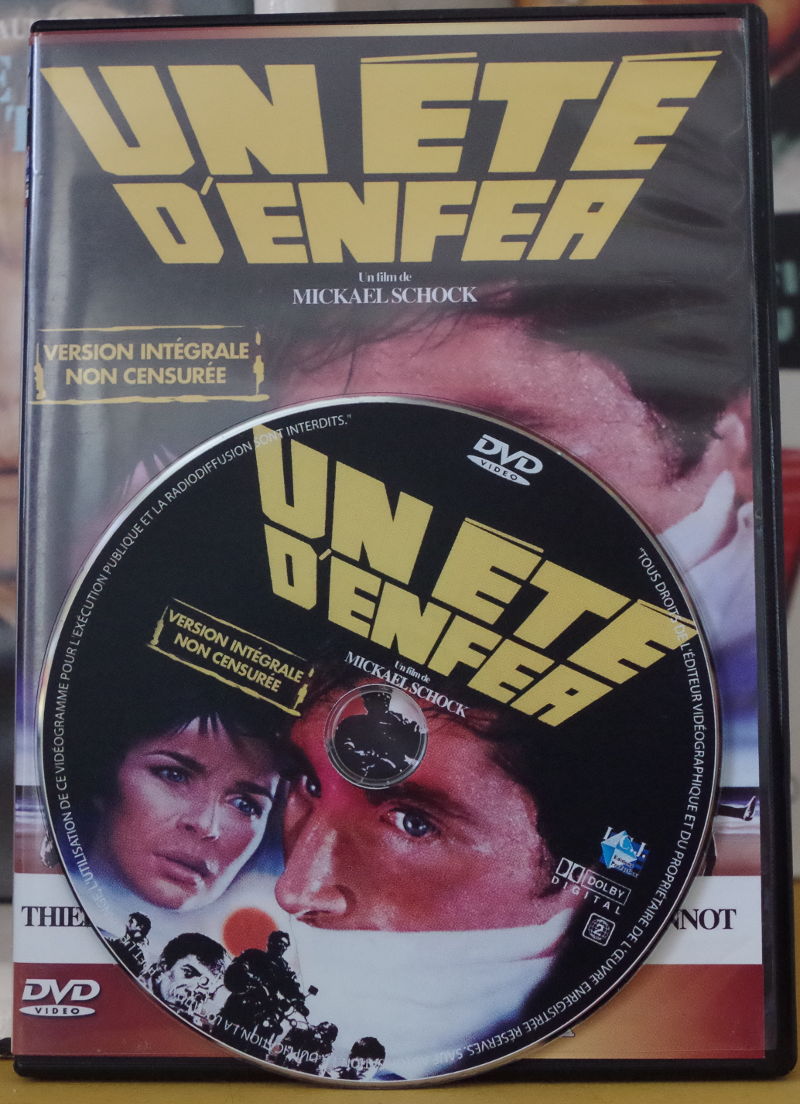 UN ÉTÉ
D'ENFER
Un film de
MICKAEL SCHOCK
VERSION INTÉGRALE
NON CENSURÉE
DVD
VIDEO
UN ÉTÉ
D'ENFER
VERSION INTÉGRALE
NON CENSURÉE
Un film de
MICKAEL SCHOCK
"TOUS DROITS DE L'ÉDITEUR VIDÉOGRAPHIQUE ET DU PROPRIÉTAIRE DE L'ŒUVRE ENREGISTRÉE RÉSERVÉS. SAUF
L'UTILISATION DE CE VIDÉOGRAMME POUR L'EXÉCUTION PUBLIQUE ET LA RADIODIFFUSION SONT INTERDITS."
DOLBY
DIGITAL
2
THIE
NNOT
DVD
VIDEO